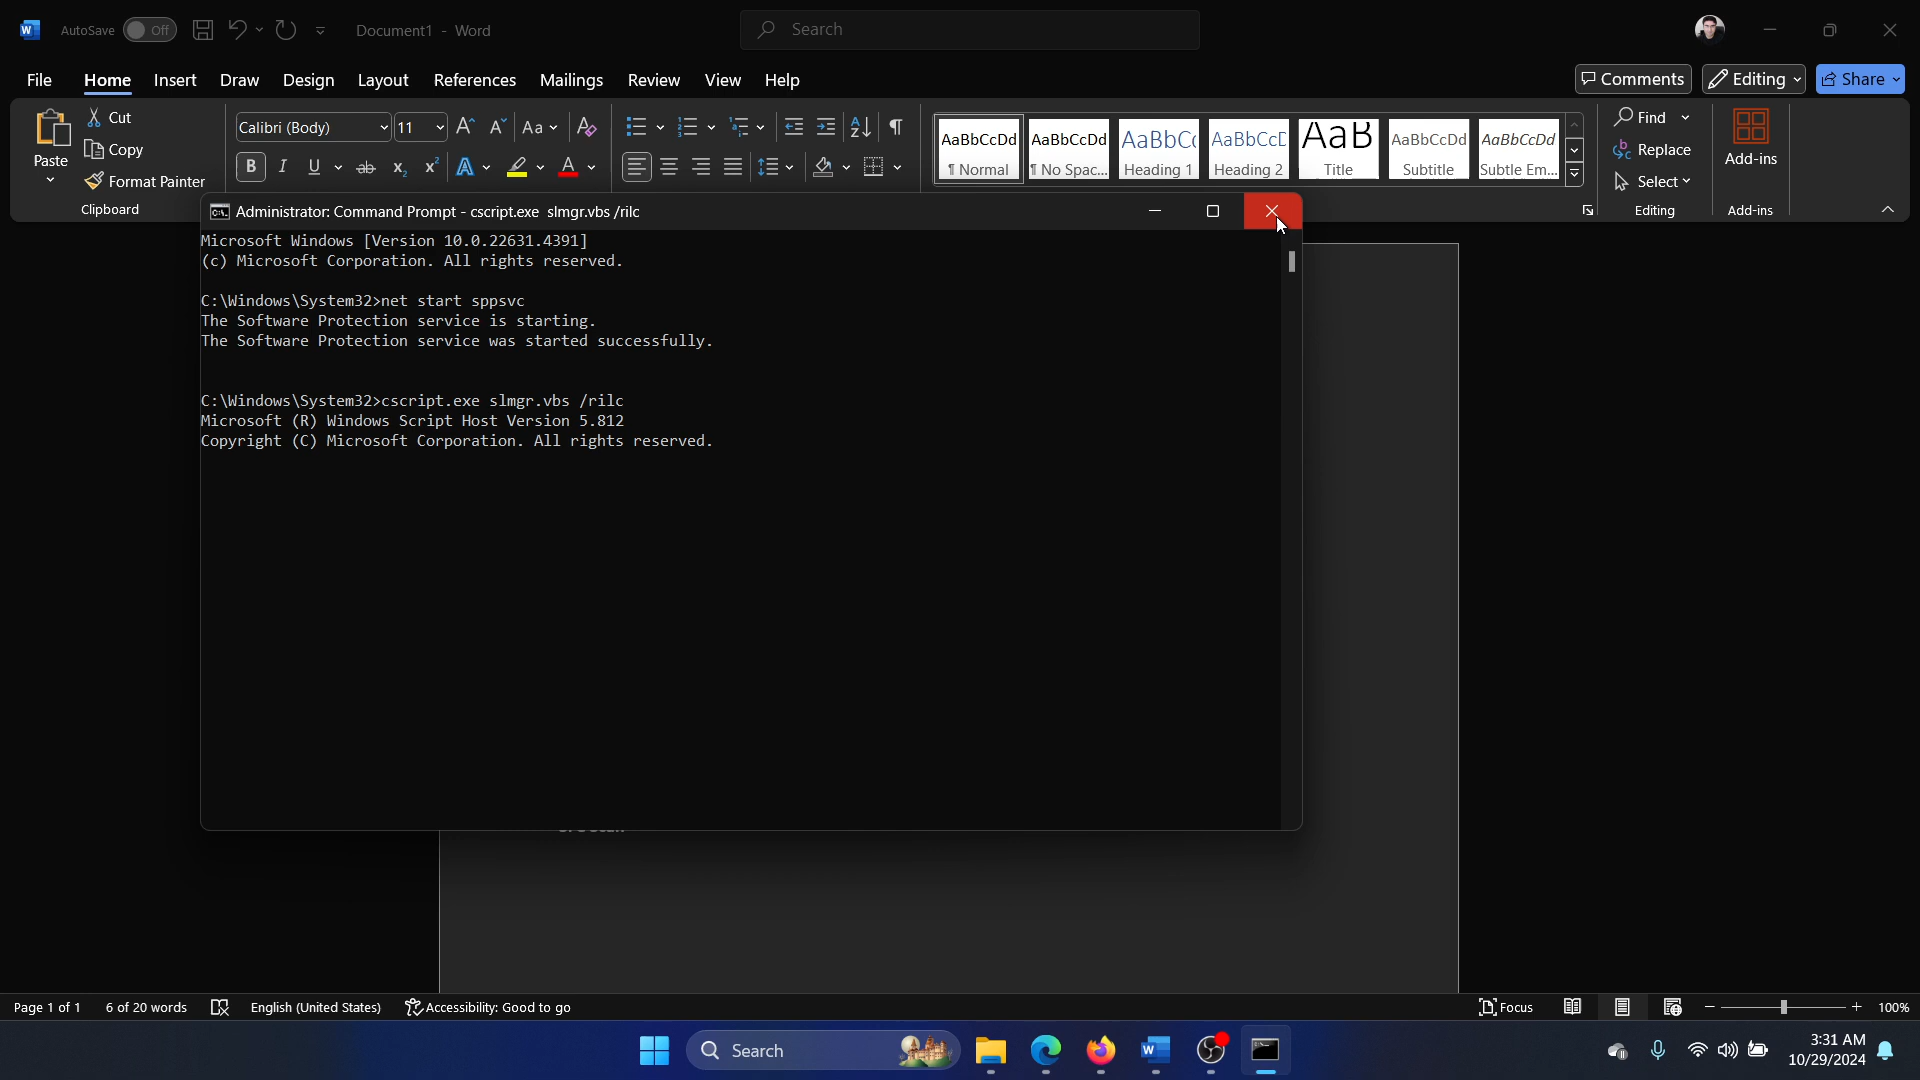 AutoSave Off Document1 - Word Search
File Home Insert Draw Design Layout References Mailings Review View Help Comments Editing Share
Paste Cut Copy Format Painter
Clipboard
Calibri (Body) 11 Aa
B I U ab x₂ x² A A
AaBbCcDd ¶ Normal
AaBbCcDd ¶ No Spac...
AaBbC Heading 1
AaBbCcE Heading 2
AaB Title
AaBbCcDd Subtitle
AaBbCcDd Subtle Em...
Find Replace Select
Editing
Add-ins
Add-ins
Administrator: Command Prompt - cscript.exe slmgr.vbs /rilc
Microsoft Windows [Version 10.0.22631.4391]
(c) Microsoft Corporation. All rights reserved.
C:\Windows\System32>net start sppsvc
The Software Protection service is starting.
The Software Protection service was started successfully.
C:\Windows\System32>cscript.exe slmgr.vbs /rilc
Microsoft (R) Windows Script Host Version 5.812
Copyright (C) Microsoft Corporation. All rights reserved.
Page 1 of 1 6 of 20 words English (United States) Accessibility: Good to go Focus 100%
Search
3:31 AM
10/29/2024